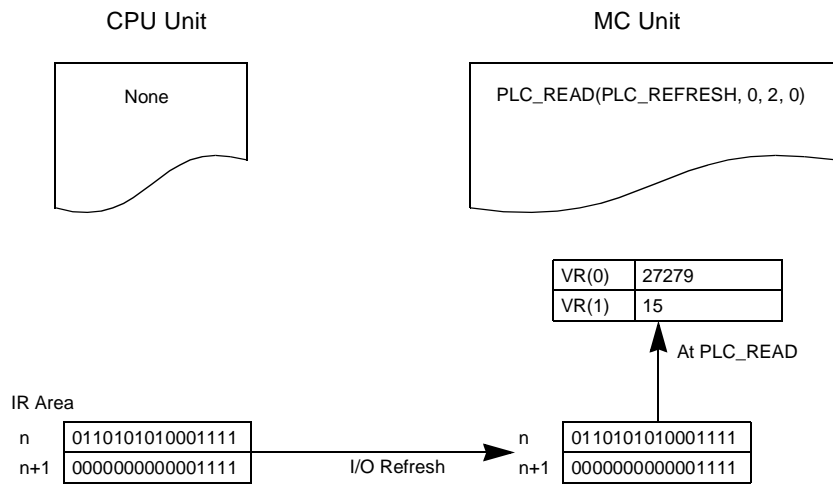 CPU Unit
MC Unit
None
PLC_READ(PLC_REFRESH, 0, 2, 0)
VR(0) 27279
VR(1) 15
At PLC_READ
IR Area
n 0110101010001111
n+1 0000000000001111
I/O Refresh
n 0110101010001111
n+1 0000000000001111